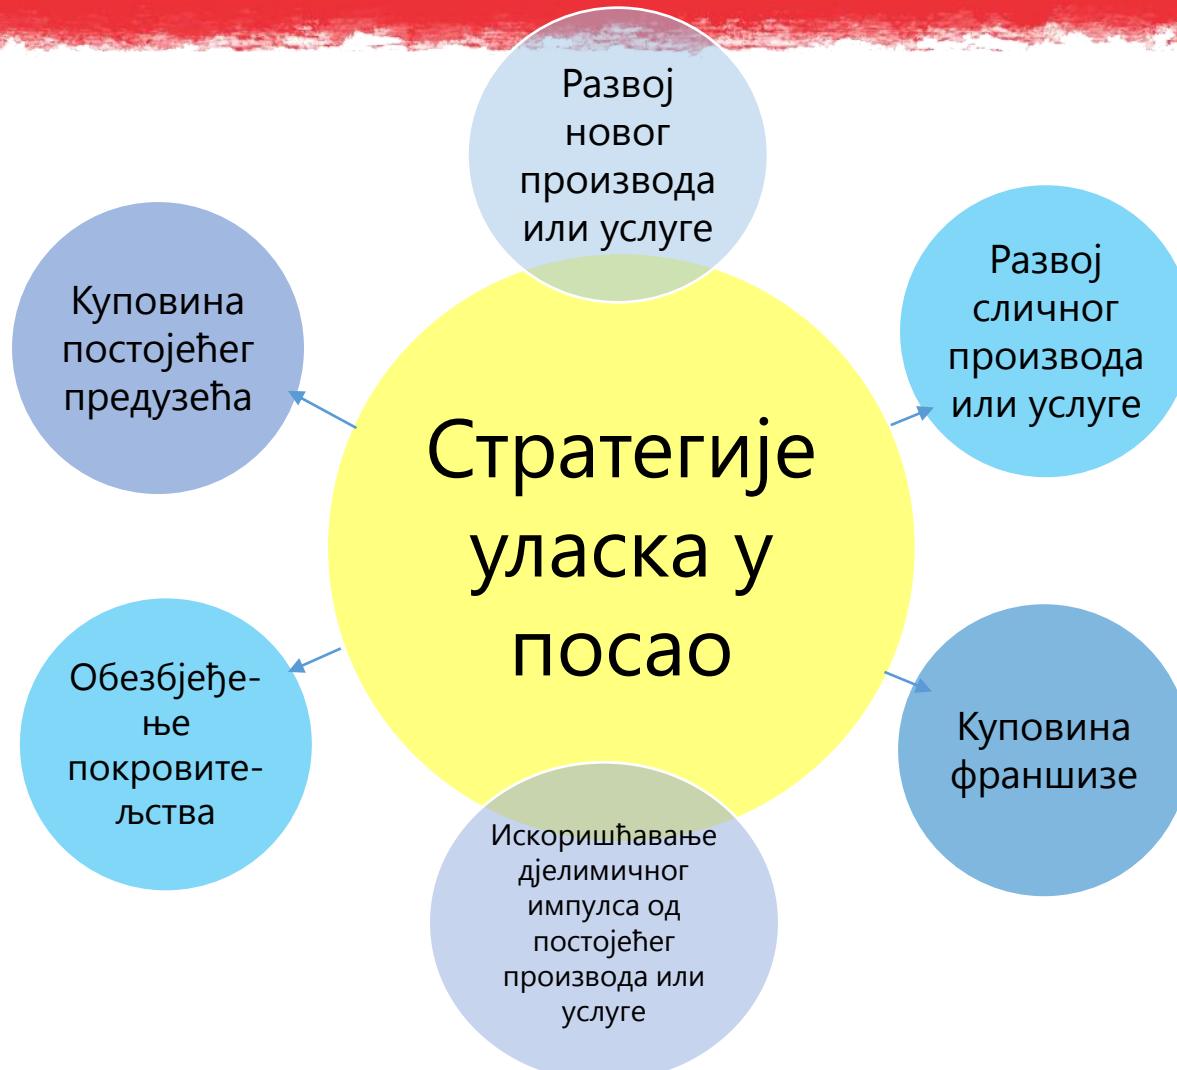 Развој
новог
производа
или услуге
Развој
сличног
производа
или услуге
Куповина
постојећег
предузећа
Стратегије
уласка у
посао
Обезбјеђе-
ње
покровите-
љства
Куповина
франшизе
Искоришћавање
дјелимичног
импулса од
постојећег
производа или
услуге